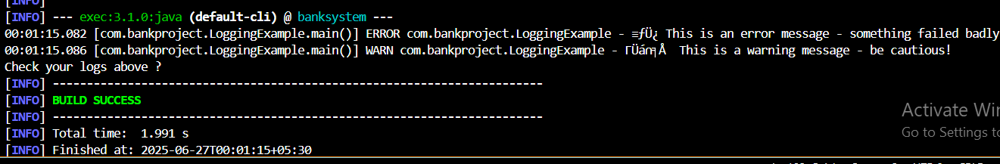 [INFO]
[INFO] --- exec:3.1.0:java (default-cli) @ banksystem ---
00:01:15.082 [com.bankproject.LoggingExample.main()] ERROR com.bankproject.LoggingExample - ≡ƒÜ¿ This is an error message - something failed badly
00:01:15.086 [com.bankproject.LoggingExample.main()] WARN com.bankproject.LoggingExample - ΓÜá∩╕Å  This is a warning message - be cautious!
Check your logs above ?
[INFO] ------------------------------------------------------------------------
[INFO] BUILD SUCCESS
[INFO] ------------------------------------------------------------------------
[INFO] Total time:  1.991 s
[INFO] Finished at: 2025-06-27T00:01:15+05:30
Activate Win
Go to Settings to